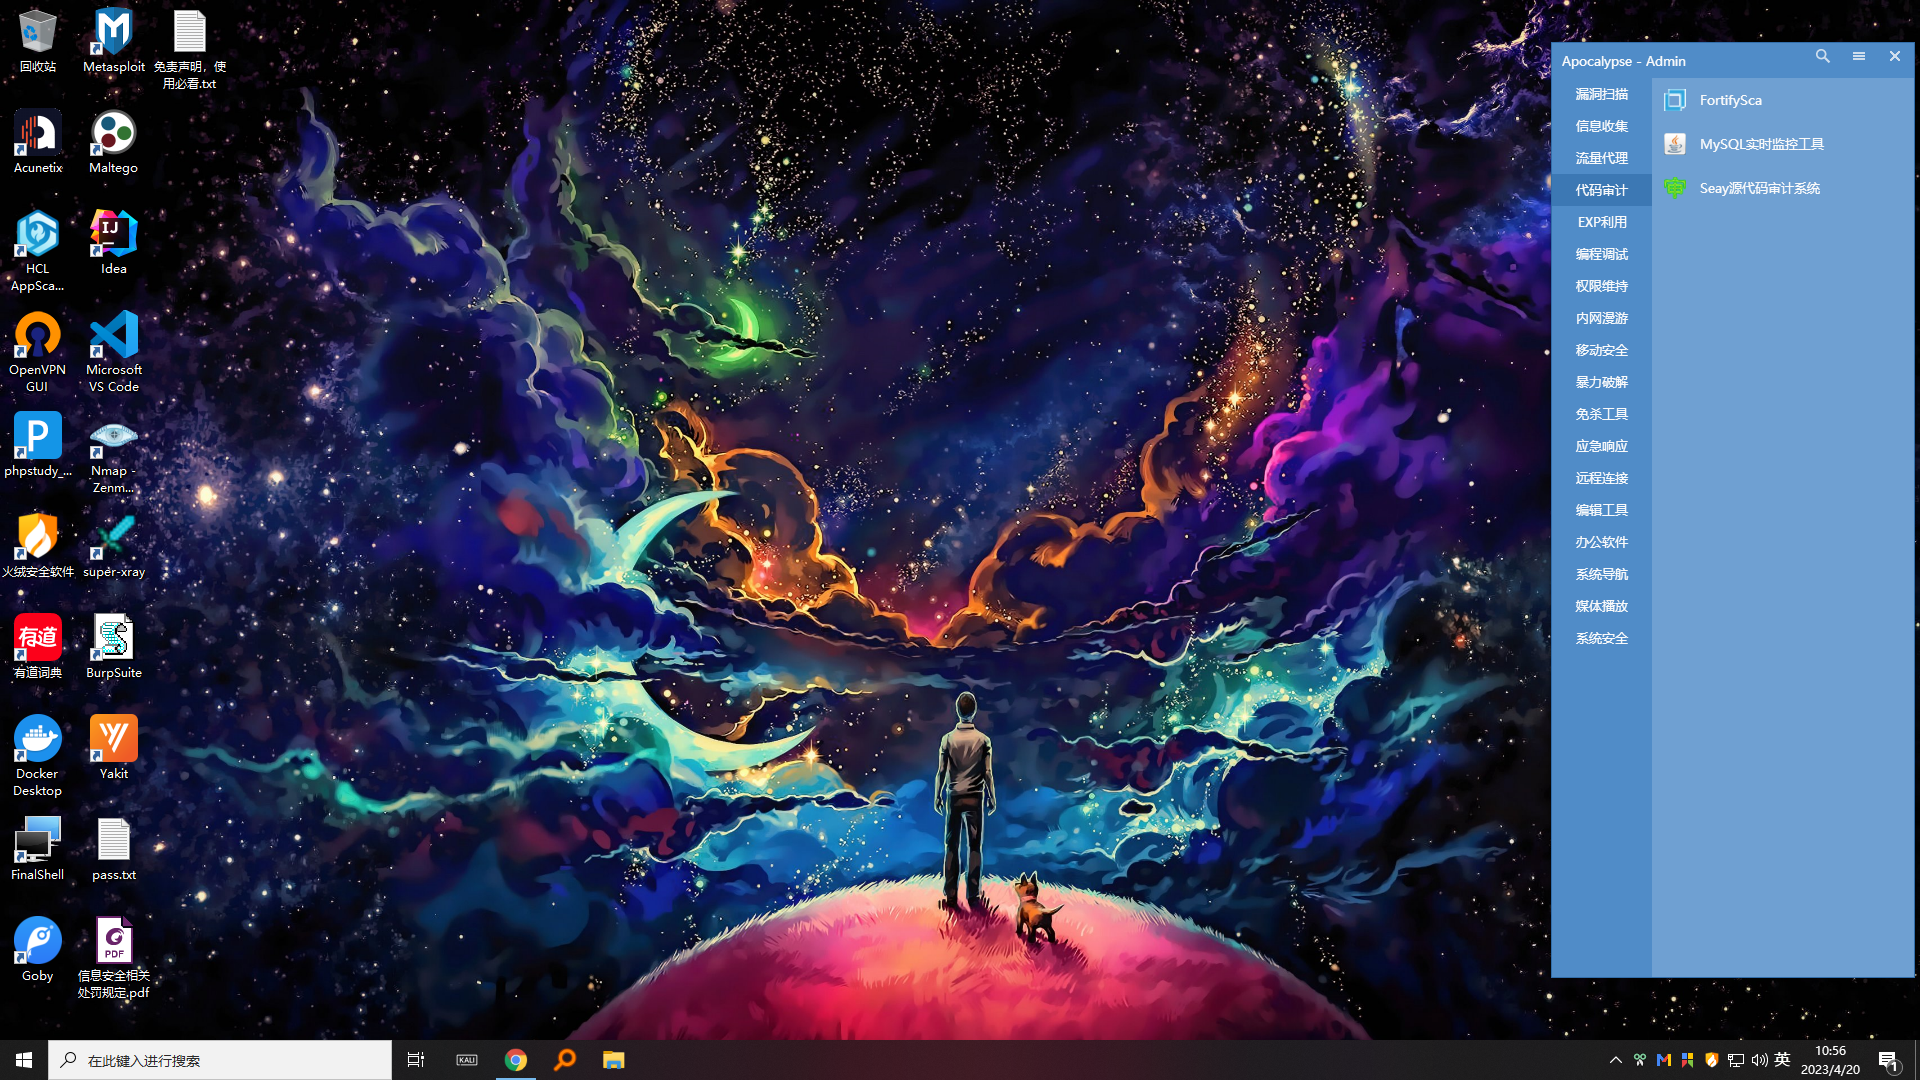 回收站
Metasploit
免责声明，使
用必看.txt
Acunetix
Maltego
HCL
AppSca...
Idea
OpenVPN
GUI
Microsoft
VS Code
phpstudy_...
Nmap -
Zenm...
火绒安全软件
super-xray
有道
有道词典
BurpSuite
Docker
Desktop
Yakit
FinalShell
pass.txt
Goby
PDF
信息安全相关
处罚规定.pdf
Apocalypse - Admin
漏洞扫描
信息收集
流量代理
代码审计
EXP利用
编程调试
权限维持
内网漫游
移动安全
暴力破解
免杀工具
应急响应
远程连接
编辑工具
办公软件
系统导航
媒体播放
系统安全
FortifySca
MySQL实时监控工具
Seay源代码审计系统
在此键入进行搜索
KALI
英
10:56
2023/4/20
1